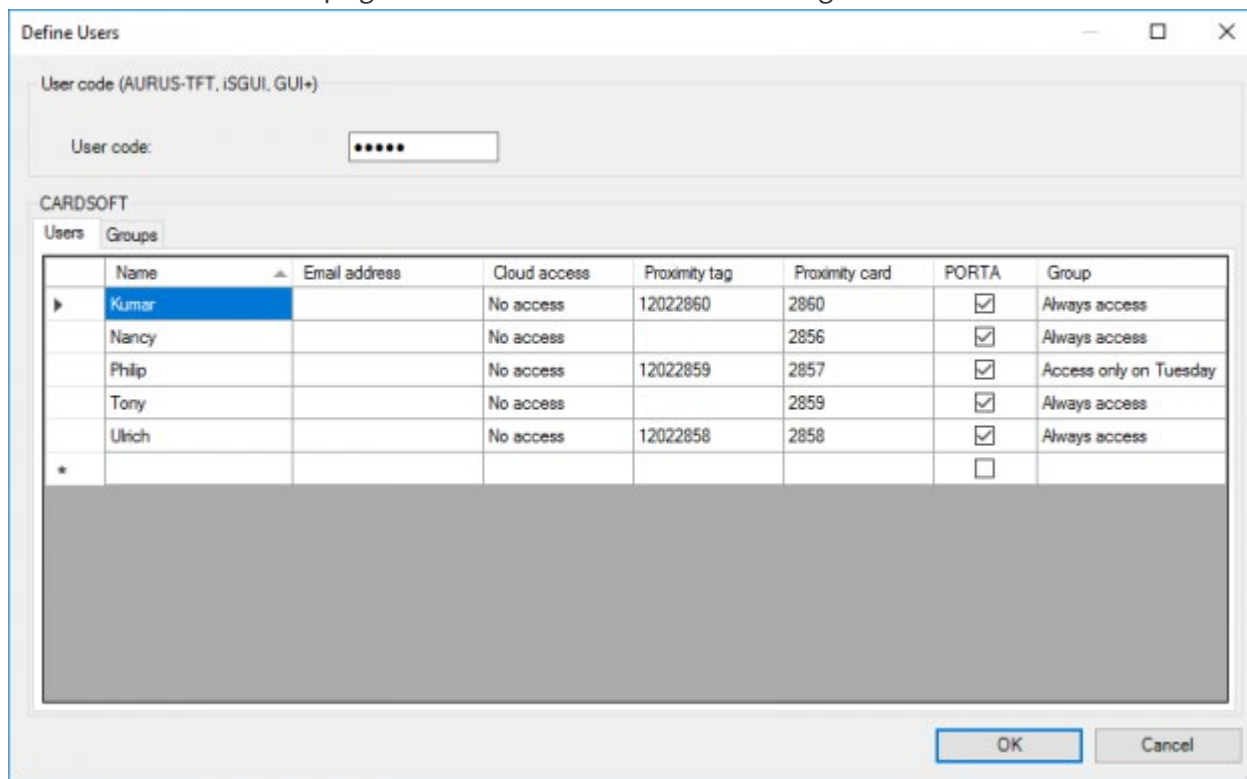 Define Users
User code (AURUS-TFT, iSGUI, GUI+)
User code: •••••
CARDSOFT
Users Groups
Name Email address Cloud access Proximity tag Proximity card PORTA Group
Kumar No access 12022860 2860 Always access
Nancy No access 2856 Always access
Philip No access 12022859 2857 Access only on Tuesday
Tony No access 2859 Always access
Ulrich No access 12022858 2858 Always access
*
OK Cancel